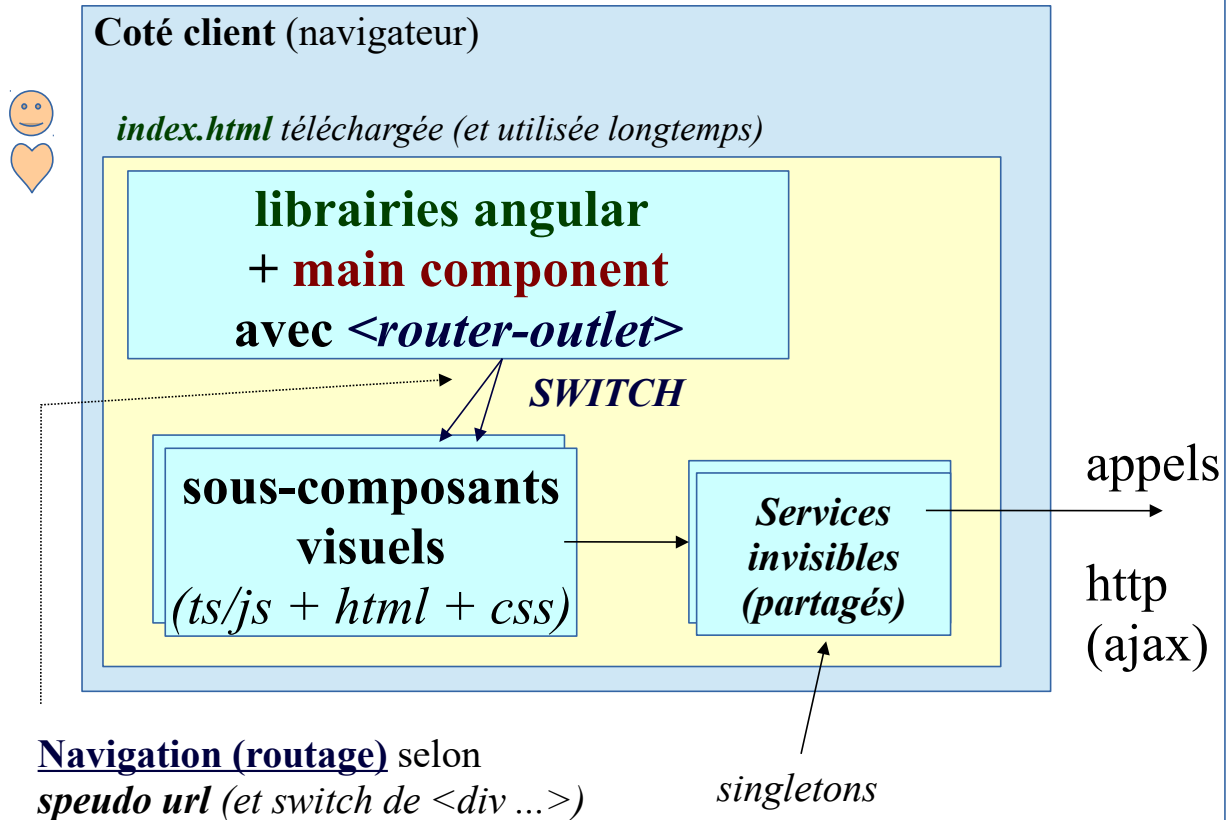 Coté client (navigateur)
index.html téléchargée (et utilisée longtemps)
librairies angular
+ main component
avec <router-outlet>
SWITCH
sous-composants
visuels
(ts/js + html + css)
Services
invisibles
(partagés)
appels
http
(ajax)
Navigation (routage) selon
speudo url (et switch de <div ...>)
singletons